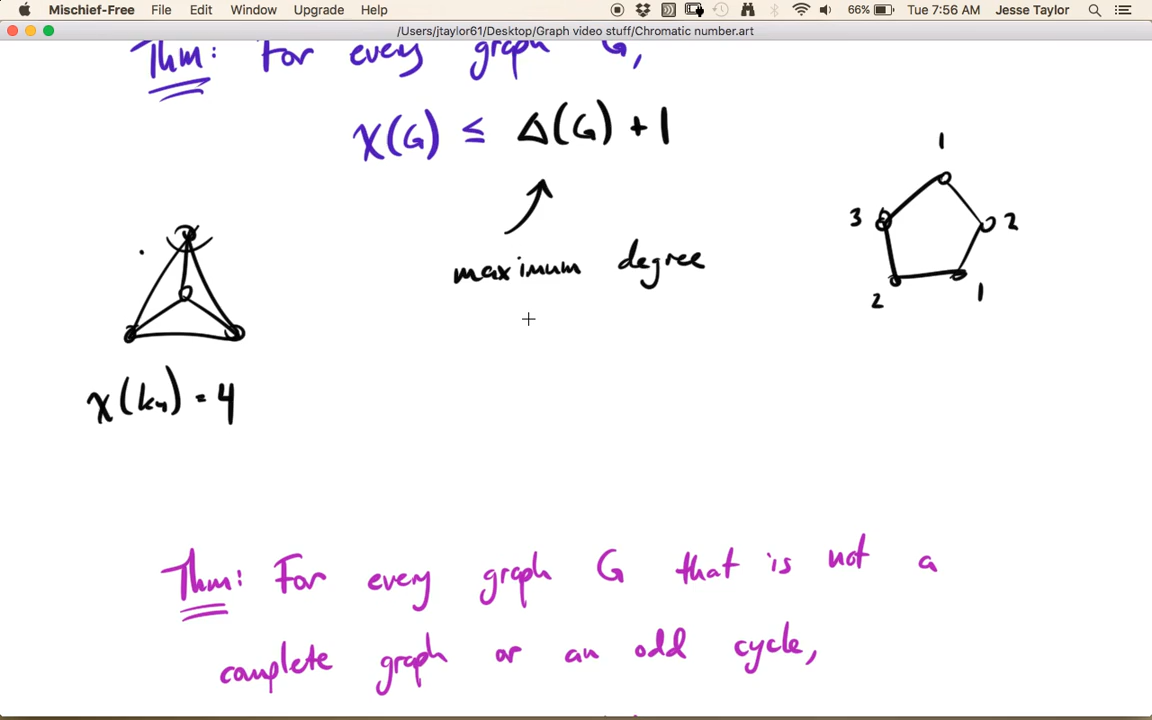 Mischief-Free File Edit View Window Upgrade Help 66% Tue 7:56 AM Jesse Taylor
/Users/jtaylor61/Desktop/Graph video stuff/Chromatic number.art
Thm: For every graph G,
χ(G) ≤ Δ(G) + 1
maximum degree
1
3
2
2
1
χ(k4) = 4
Thm: For every graph G that is not a
complete graph or an odd cycle,